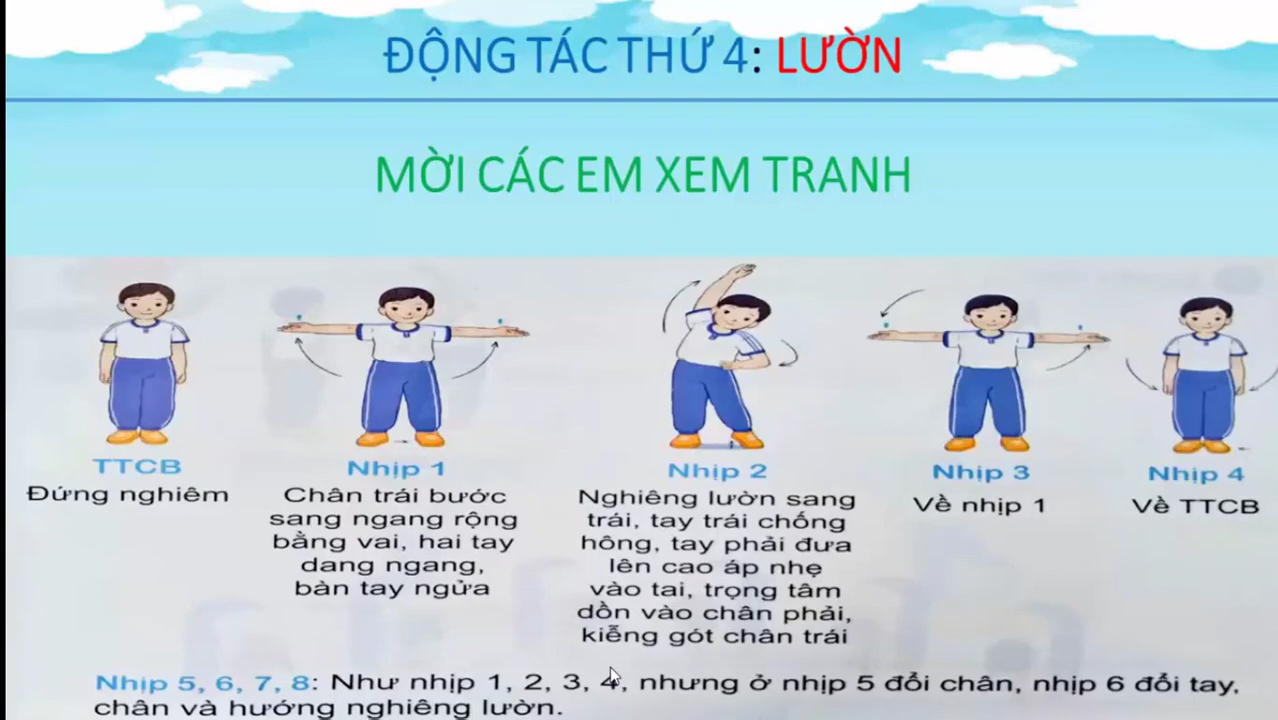 ĐỘNG TÁC THỨ 4: LƯỜN
MỜI CÁC EM XEM TRANH
TTCB
Đứng nghiêm
Nhịp 1
Chân trái bước
sang ngang rộng
bằng vai, hai tay
dang ngang,
bàn tay ngửa
Nhịp 2
Nghiêng lườn sang
trái, tay trái chống
hông, tay phải đưa
lên cao áp nhẹ
vào tai, trọng tâm
dồn vào chân phải,
kiễng gót chân trái
Nhịp 3
Về nhịp 1
Nhịp 4
Về TTCB
Nhịp 5, 6, 7, 8: Như nhịp 1, 2, 3, 4, nhưng ở nhịp 5 đổi chân, nhịp 6 đổi tay,
chân và hướng nghiêng lườn.